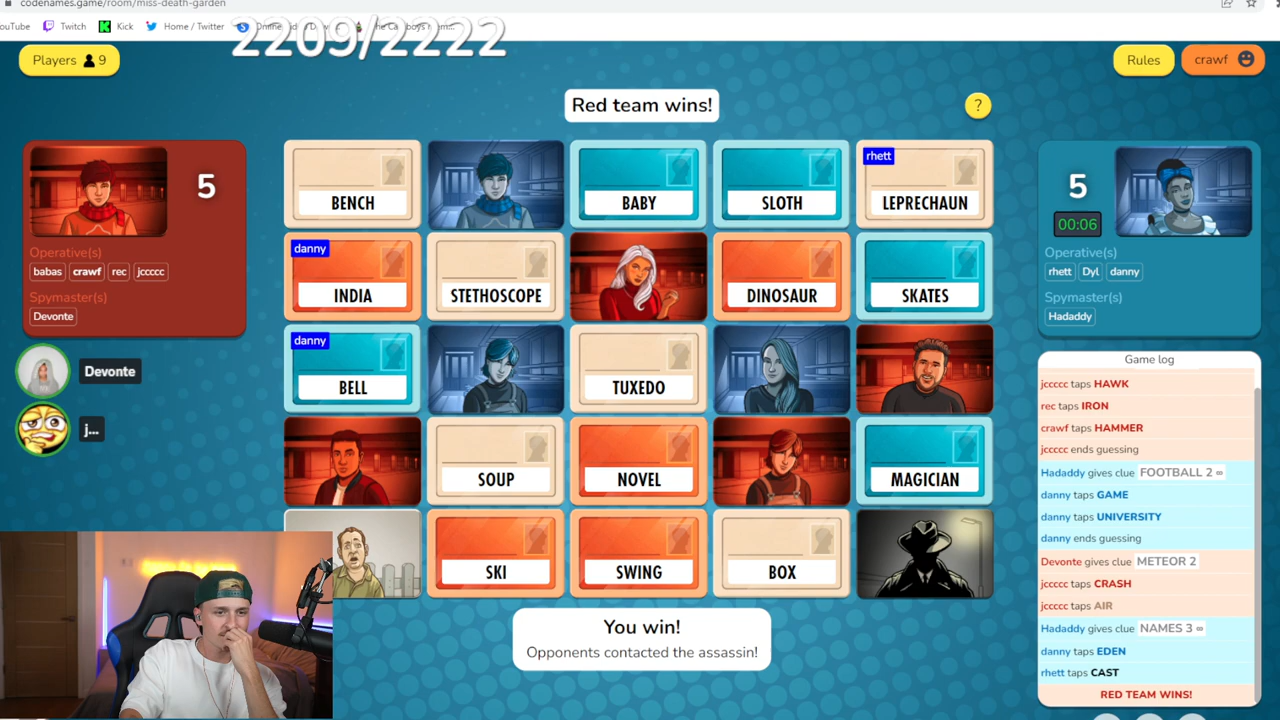 codenames.game/room/miss-death-garden
ouTube
Twitch
Kick
Home / Twitter
2209/2222
Players 9
Rules
crawf
Red team wins!
?
5
Operative(s)
babas crawf rec jccccc
Spymaster(s)
Devonte
Devonte
j...
BENCH
BABY
SLOTH
rhett
LEPRECHAUN
danny
INDIA
STETHOSCOPE
DINOSAUR
SKATES
danny
BELL
TUXEDO
SOUP
NOVEL
MAGICIAN
SKI
SWING
BOX
You win!
Opponents contacted the assassin!
5
00:06
Operative(s)
rhett Dyl danny
Spymaster(s)
Hadaddy
Game log
jccccc taps HAWK
rec taps IRON
crawf taps HAMMER
jccccc ends guessing
Hadaddy gives clue FOOTBALL 2 ∞
danny taps GAME
danny taps UNIVERSITY
danny ends guessing
Devonte gives clue METEOR 2
jccccc taps CRASH
jccccc taps AIR
Hadaddy gives clue NAMES 3 ∞
danny taps EDEN
rhett taps CAST
RED TEAM WINS!